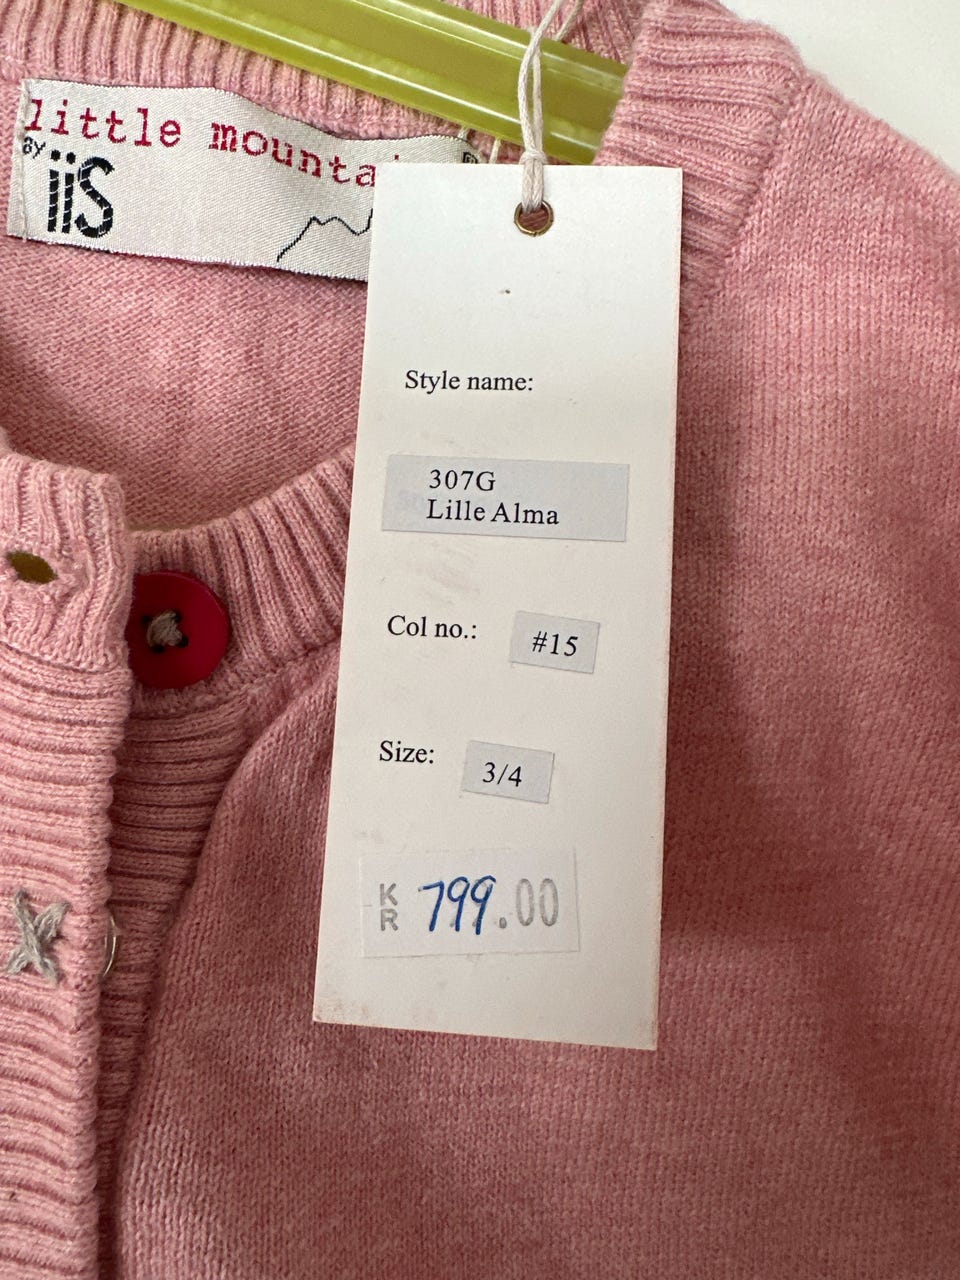 little mounta
BY
iiS
Style name:
307G
Lille Alma
Col no.:
#15
Size:
3/4
KR 799.00